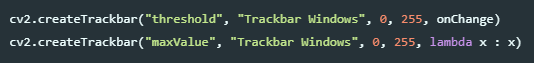 cv2.createTrackbar("threshold", "Trackbar Windows", 0, 255, onChange)
cv2.createTrackbar("maxValue", "Trackbar Windows", 0, 255, lambda x : x)